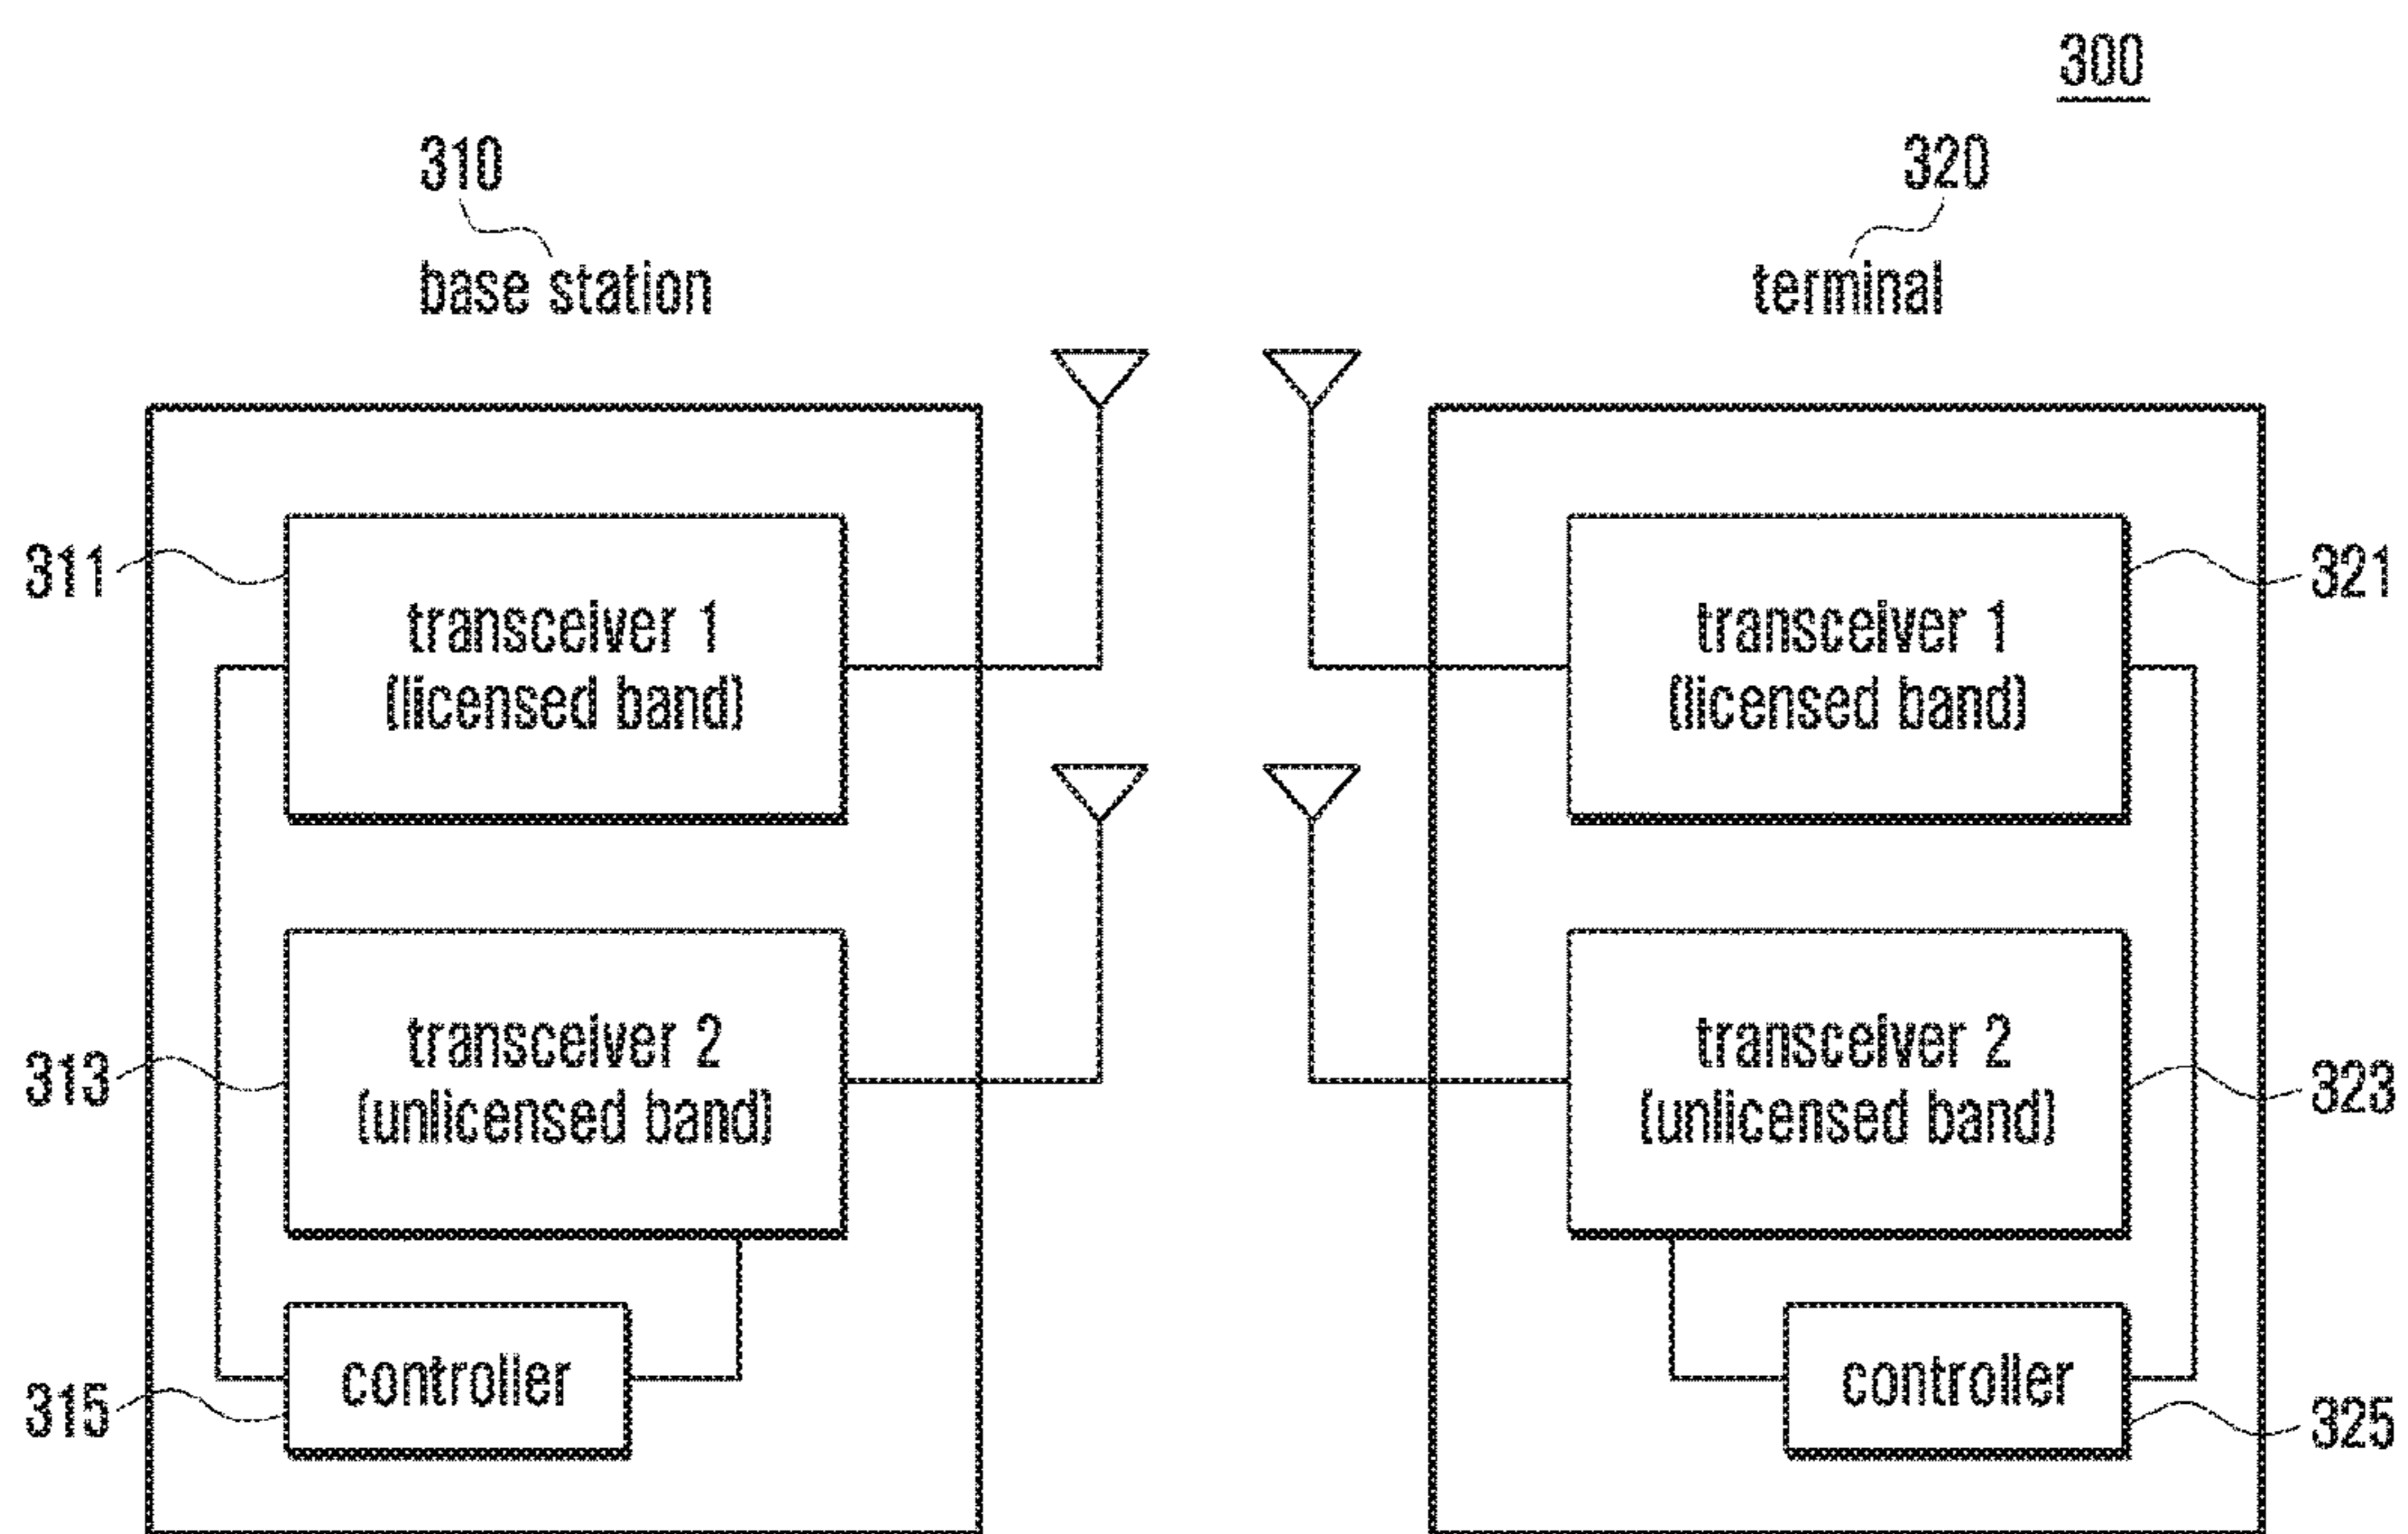 300
310
base station
320
terminal
311
transceiver 1
(licensed band)
313
transceiver 2
(unlicensed band)
315
controller
321
transceiver 1
(licensed band)
323
transceiver 2
(unlicensed band)
325
controller